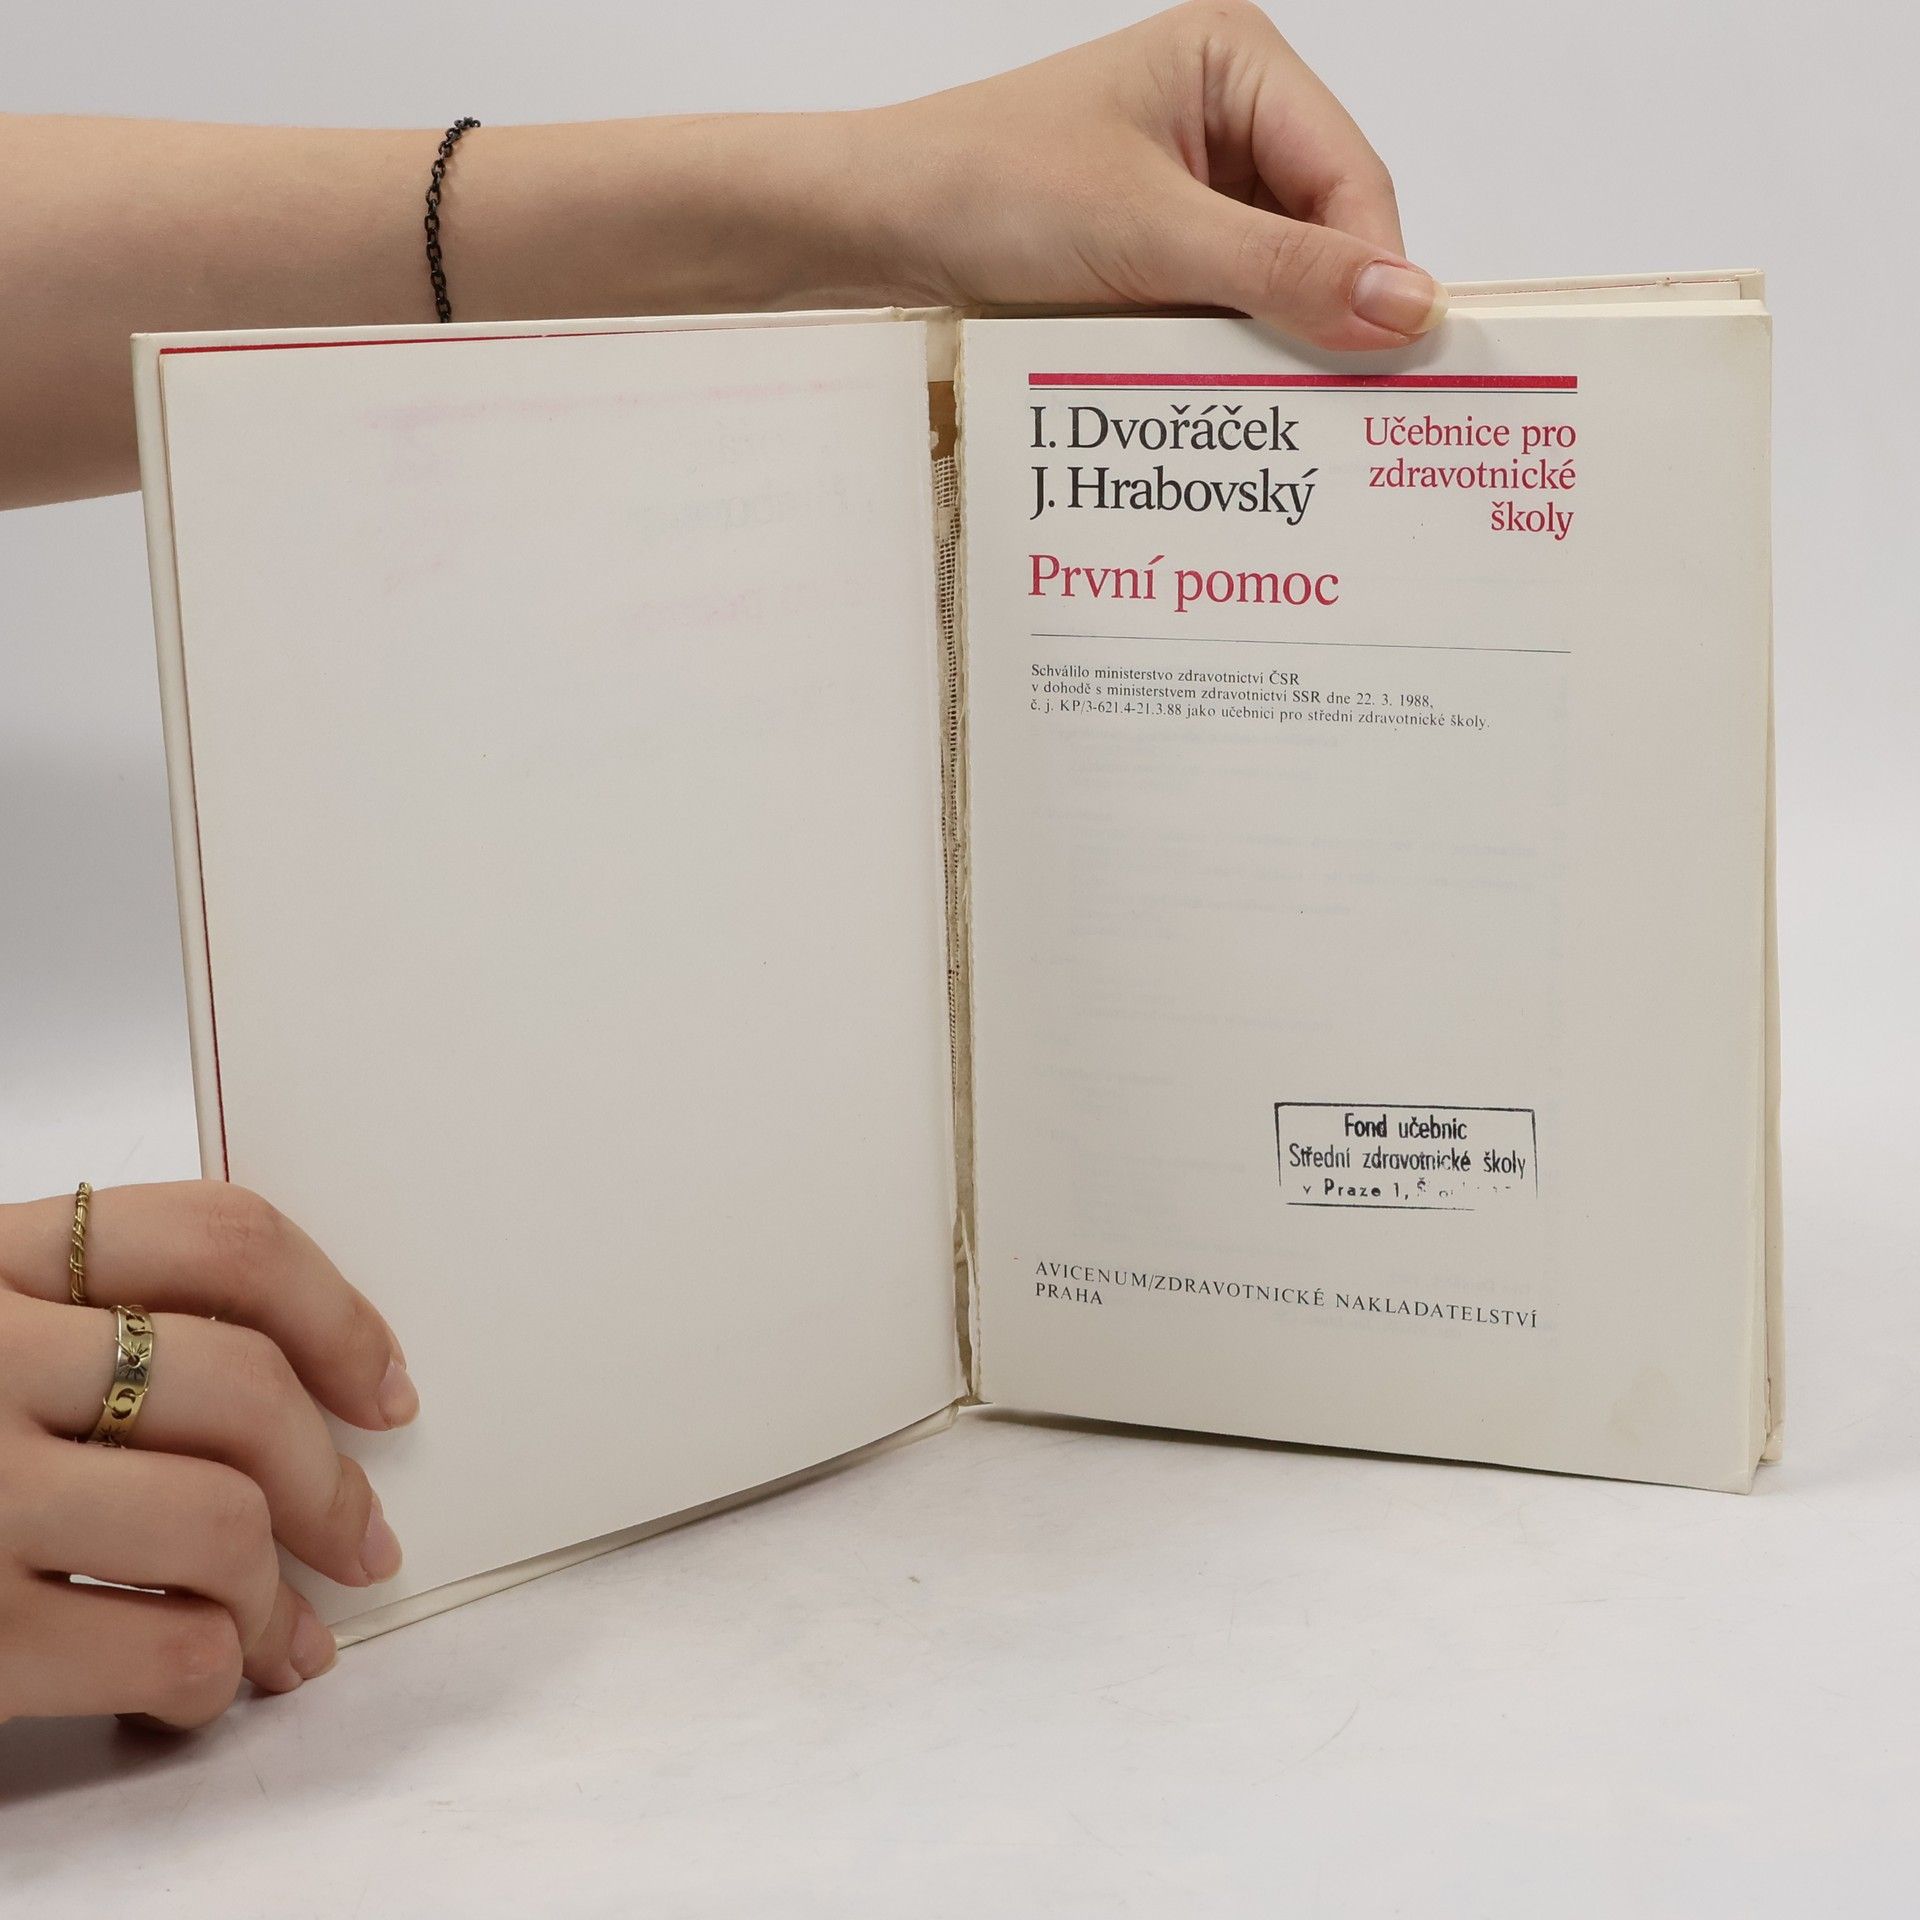 I. Dvořáček
J. Hrabovský
Učebnice pro
zdravotnické
školy
První pomoc
Schválilo ministerstvo zdravotnictví ČSR
v dohodě s ministerstvem zdravotnictví SSR dne 22. 3. 1988,
č. j. KP/3-621.4-21.3.88 jako učebnici pro střední zdravotnické školy.
Fond učebnic
Střední zdravotnické školy
v Praze 1,
AVICENUM/ZDRAVOTNICKÉ NAKLADATELSTVÍ
PRAHA